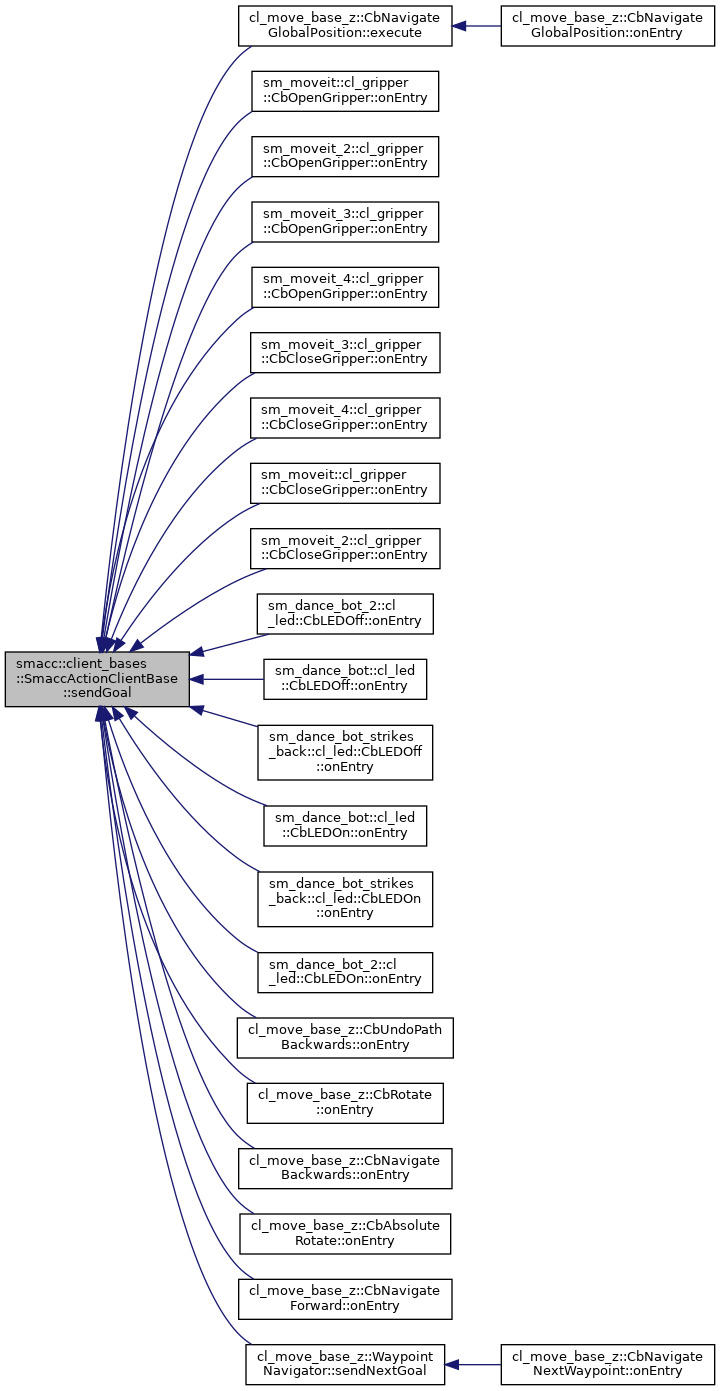 cl_move_base_z::CbNavigate
GlobalPosition::execute
cl_move_base_z::CbNavigate
GlobalPosition::onEntry
sm_moveit::cl_gripper
::CbOpenGripper::onEntry
sm_moveit_2::cl_gripper
::CbOpenGripper::onEntry
sm_moveit_3::cl_gripper
::CbOpenGripper::onEntry
sm_moveit_4::cl_gripper
::CbOpenGripper::onEntry
sm_moveit_3::cl_gripper
::CbCloseGripper::onEntry
sm_moveit_4::cl_gripper
::CbCloseGripper::onEntry
sm_moveit::cl_gripper
::CbCloseGripper::onEntry
sm_moveit_2::cl_gripper
::CbCloseGripper::onEntry
sm_dance_bot_2::cl
_led::CbLEDOff::onEntry
smacc::client_bases
::SmaccActionClientBase
::sendGoal
sm_dance_bot::cl_led
::CbLEDOff::onEntry
sm_dance_bot_strikes
_back::cl_led::CbLEDOff
::onEntry
sm_dance_bot::cl_led
::CbLEDOn::onEntry
sm_dance_bot_strikes
_back::cl_led::CbLEDOn
::onEntry
sm_dance_bot_2::cl
_led::CbLEDOn::onEntry
cl_move_base_z::CbUndoPath
Backwards::onEntry
cl_move_base_z::CbRotate
::onEntry
cl_move_base_z::CbNavigate
Backwards::onEntry
cl_move_base_z::CbAbsolute
Rotate::onEntry
cl_move_base_z::CbNavigate
Forward::onEntry
cl_move_base_z::Waypoint
Navigator::sendNextGoal
cl_move_base_z::CbNavigate
NextWaypoint::onEntry